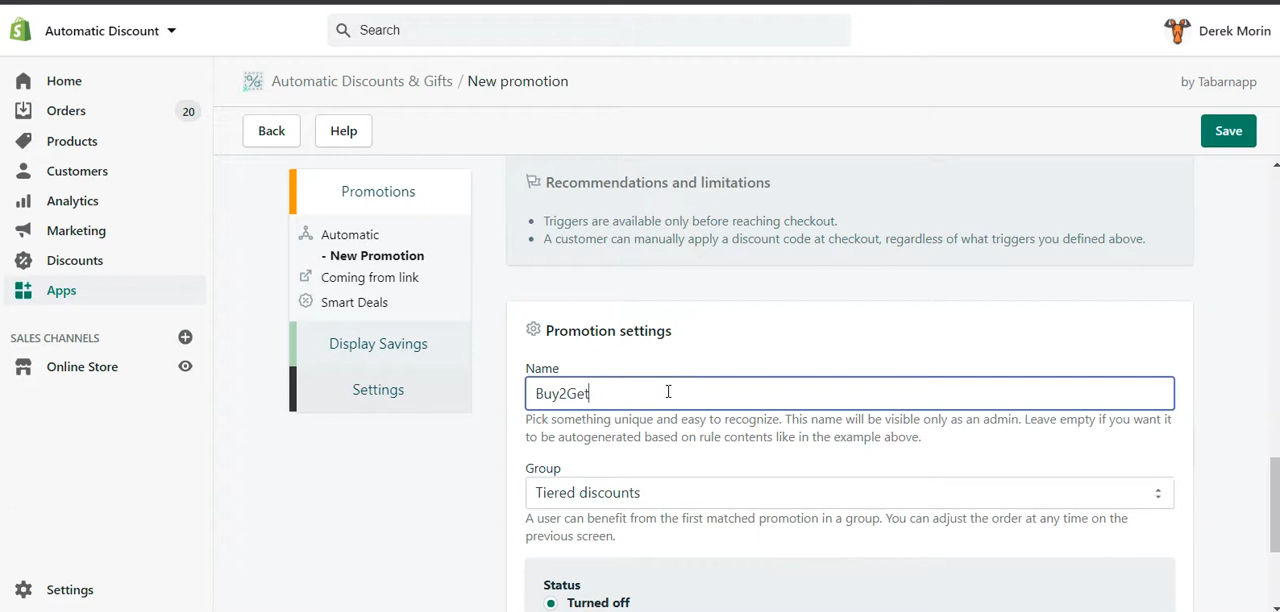 Automatic Discount
Search
Derek Morin
Home
Orders
20
Products
Customers
Analytics
Marketing
Discounts
Apps
SALES CHANNELS
Online Store
Settings
Automatic Discounts & Gifts / New promotion
by Tabarnapp
Back
Help
Save
Promotions
Automatic
- New Promotion
Coming from link
Smart Deals
Display Savings
Settings
Recommendations and limitations
• Triggers are available only before reaching checkout.
• A customer can manually apply a discount code at checkout, regardless of what triggers you defined above.
Promotion settings
Name
Buy2Get
Pick something unique and easy to recognize. This name will be visible only as an admin. Leave empty if you want it
to be autogenerated based on rule contents like in the example above.
Group
Tiered discounts
A user can benefit from the first matched promotion in a group. You can adjust the order at any time on the
previous screen.
Status
Turned off